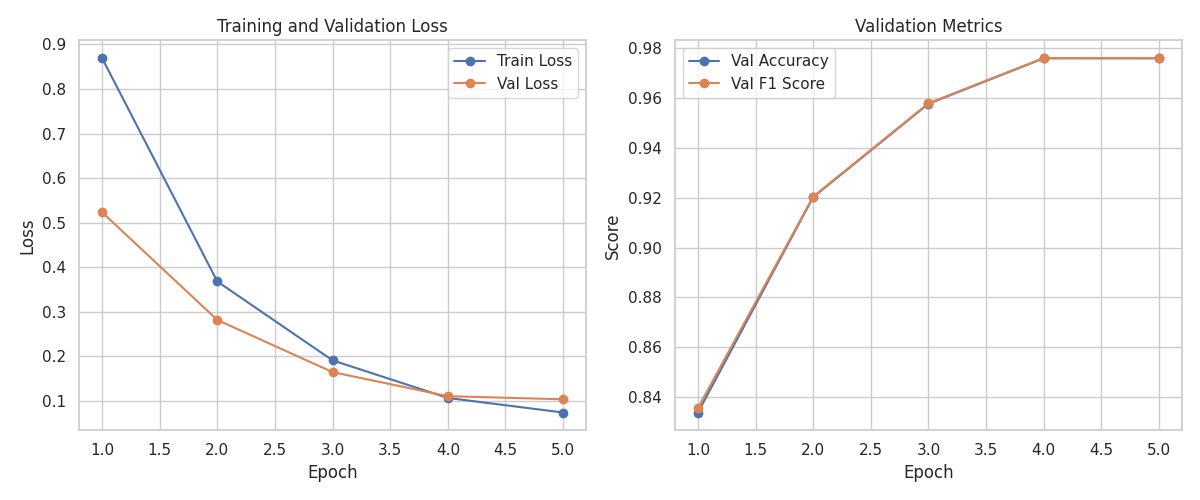 Training and Validation Loss
Train Loss
Val Loss
0.9
0.8
0.7
0.6
0.5
0.4
0.3
0.2
0.1
Loss
1.0 1.5 2.0 2.5 3.0 3.5 4.0 4.5 5.0
Epoch
Validation Metrics
Val Accuracy
Val F1 Score
0.98
0.96
0.94
0.92
0.90
0.88
0.86
0.84
Score
1.0 1.5 2.0 2.5 3.0 3.5 4.0 4.5 5.0
Epoch